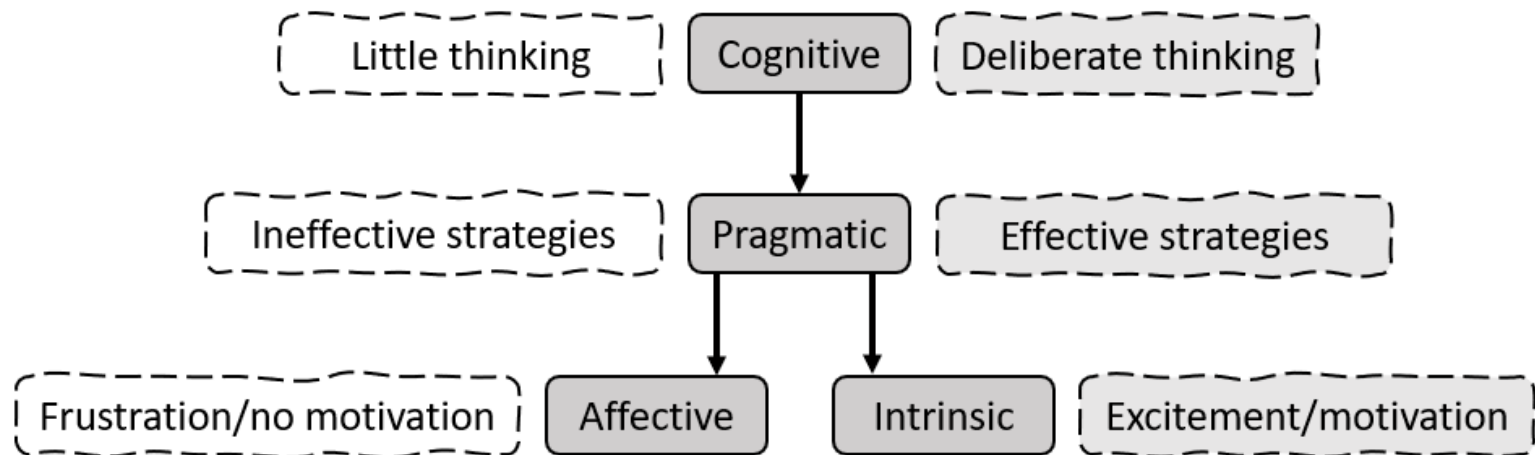 Little thinking
Cognitive
Deliberate thinking
Ineffective strategies
Pragmatic
Effective strategies
Frustration/no motivation
Affective
Intrinsic
Excitement/motivation